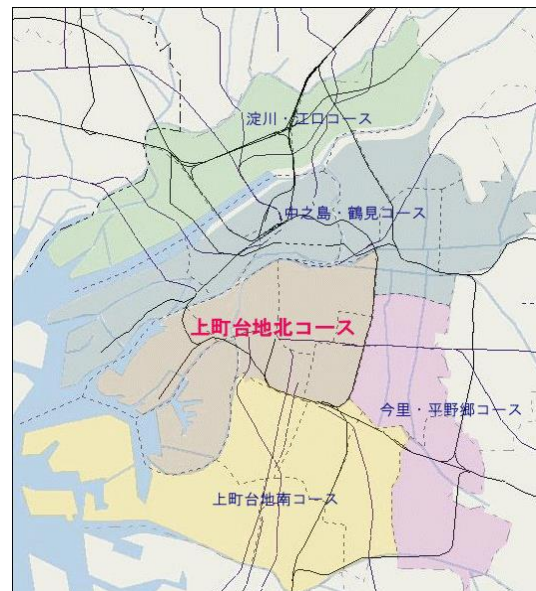 淀川・江口コース
中之島・鶴見コース
上町台地北コース
今里・平野郷コース
上町台地南コース